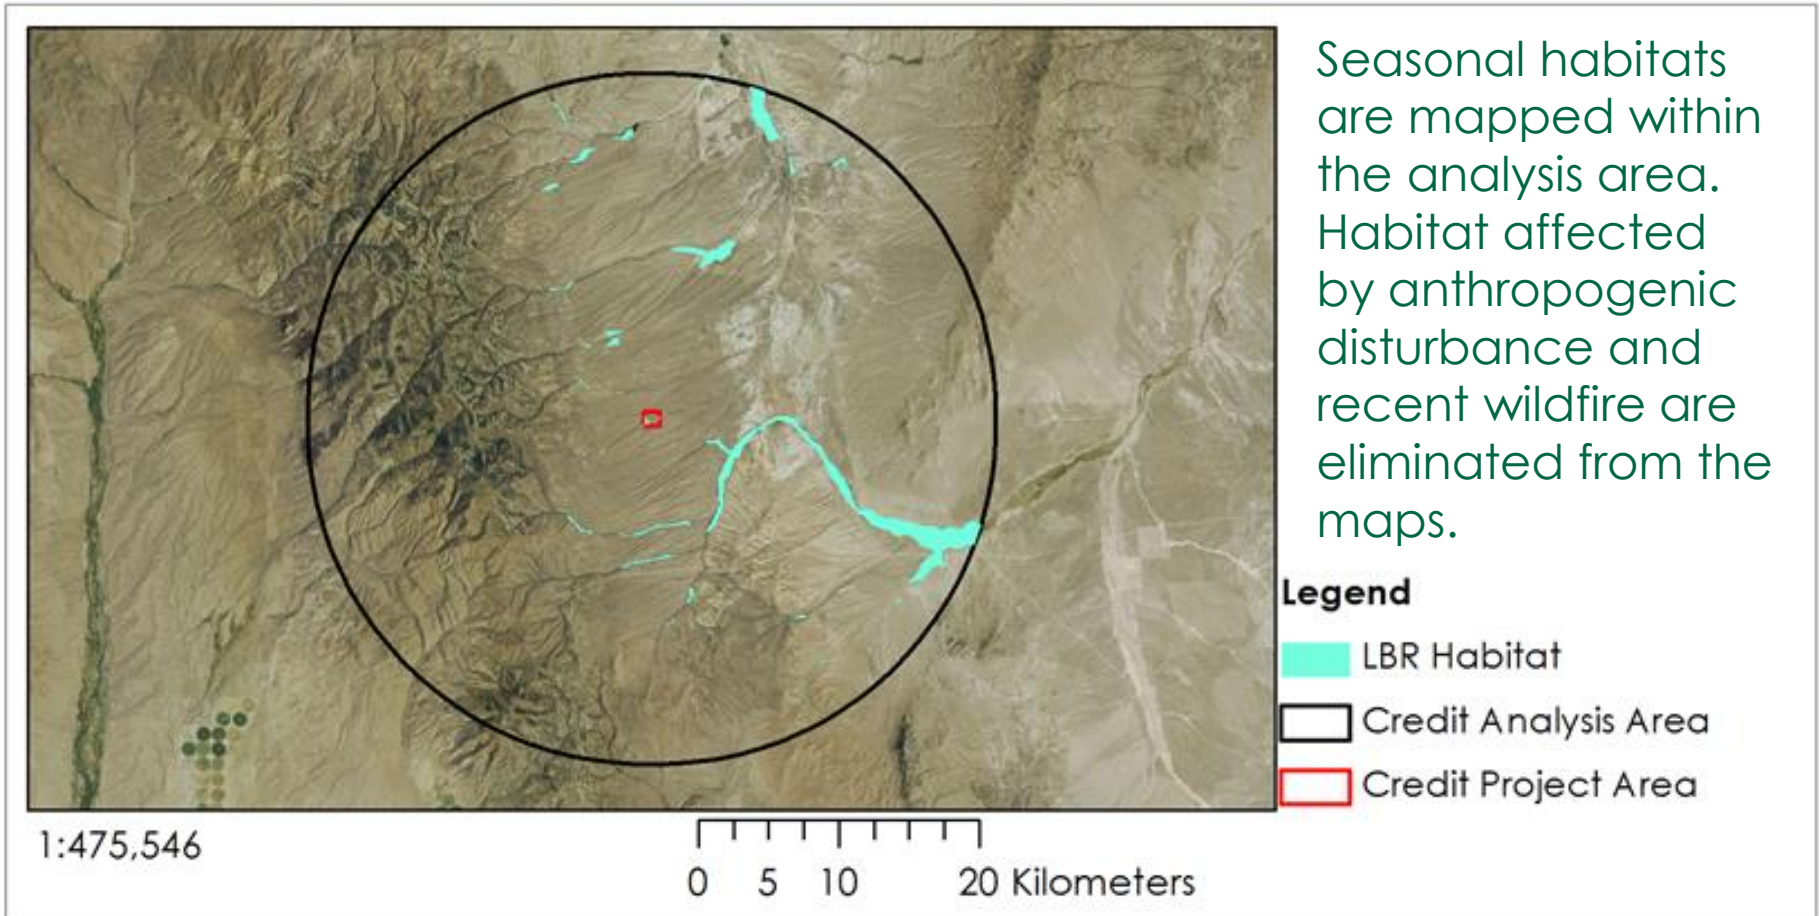 Seasonal habitats
are mapped within
the analysis area.
Habitat affected
by anthropogenic
disturbance and
recent wildfire are
eliminated from the
maps.
Legend
LBR Habitat
Credit Analysis Area
Credit Project Area
1:475,546
0 5 10 20 Kilometers